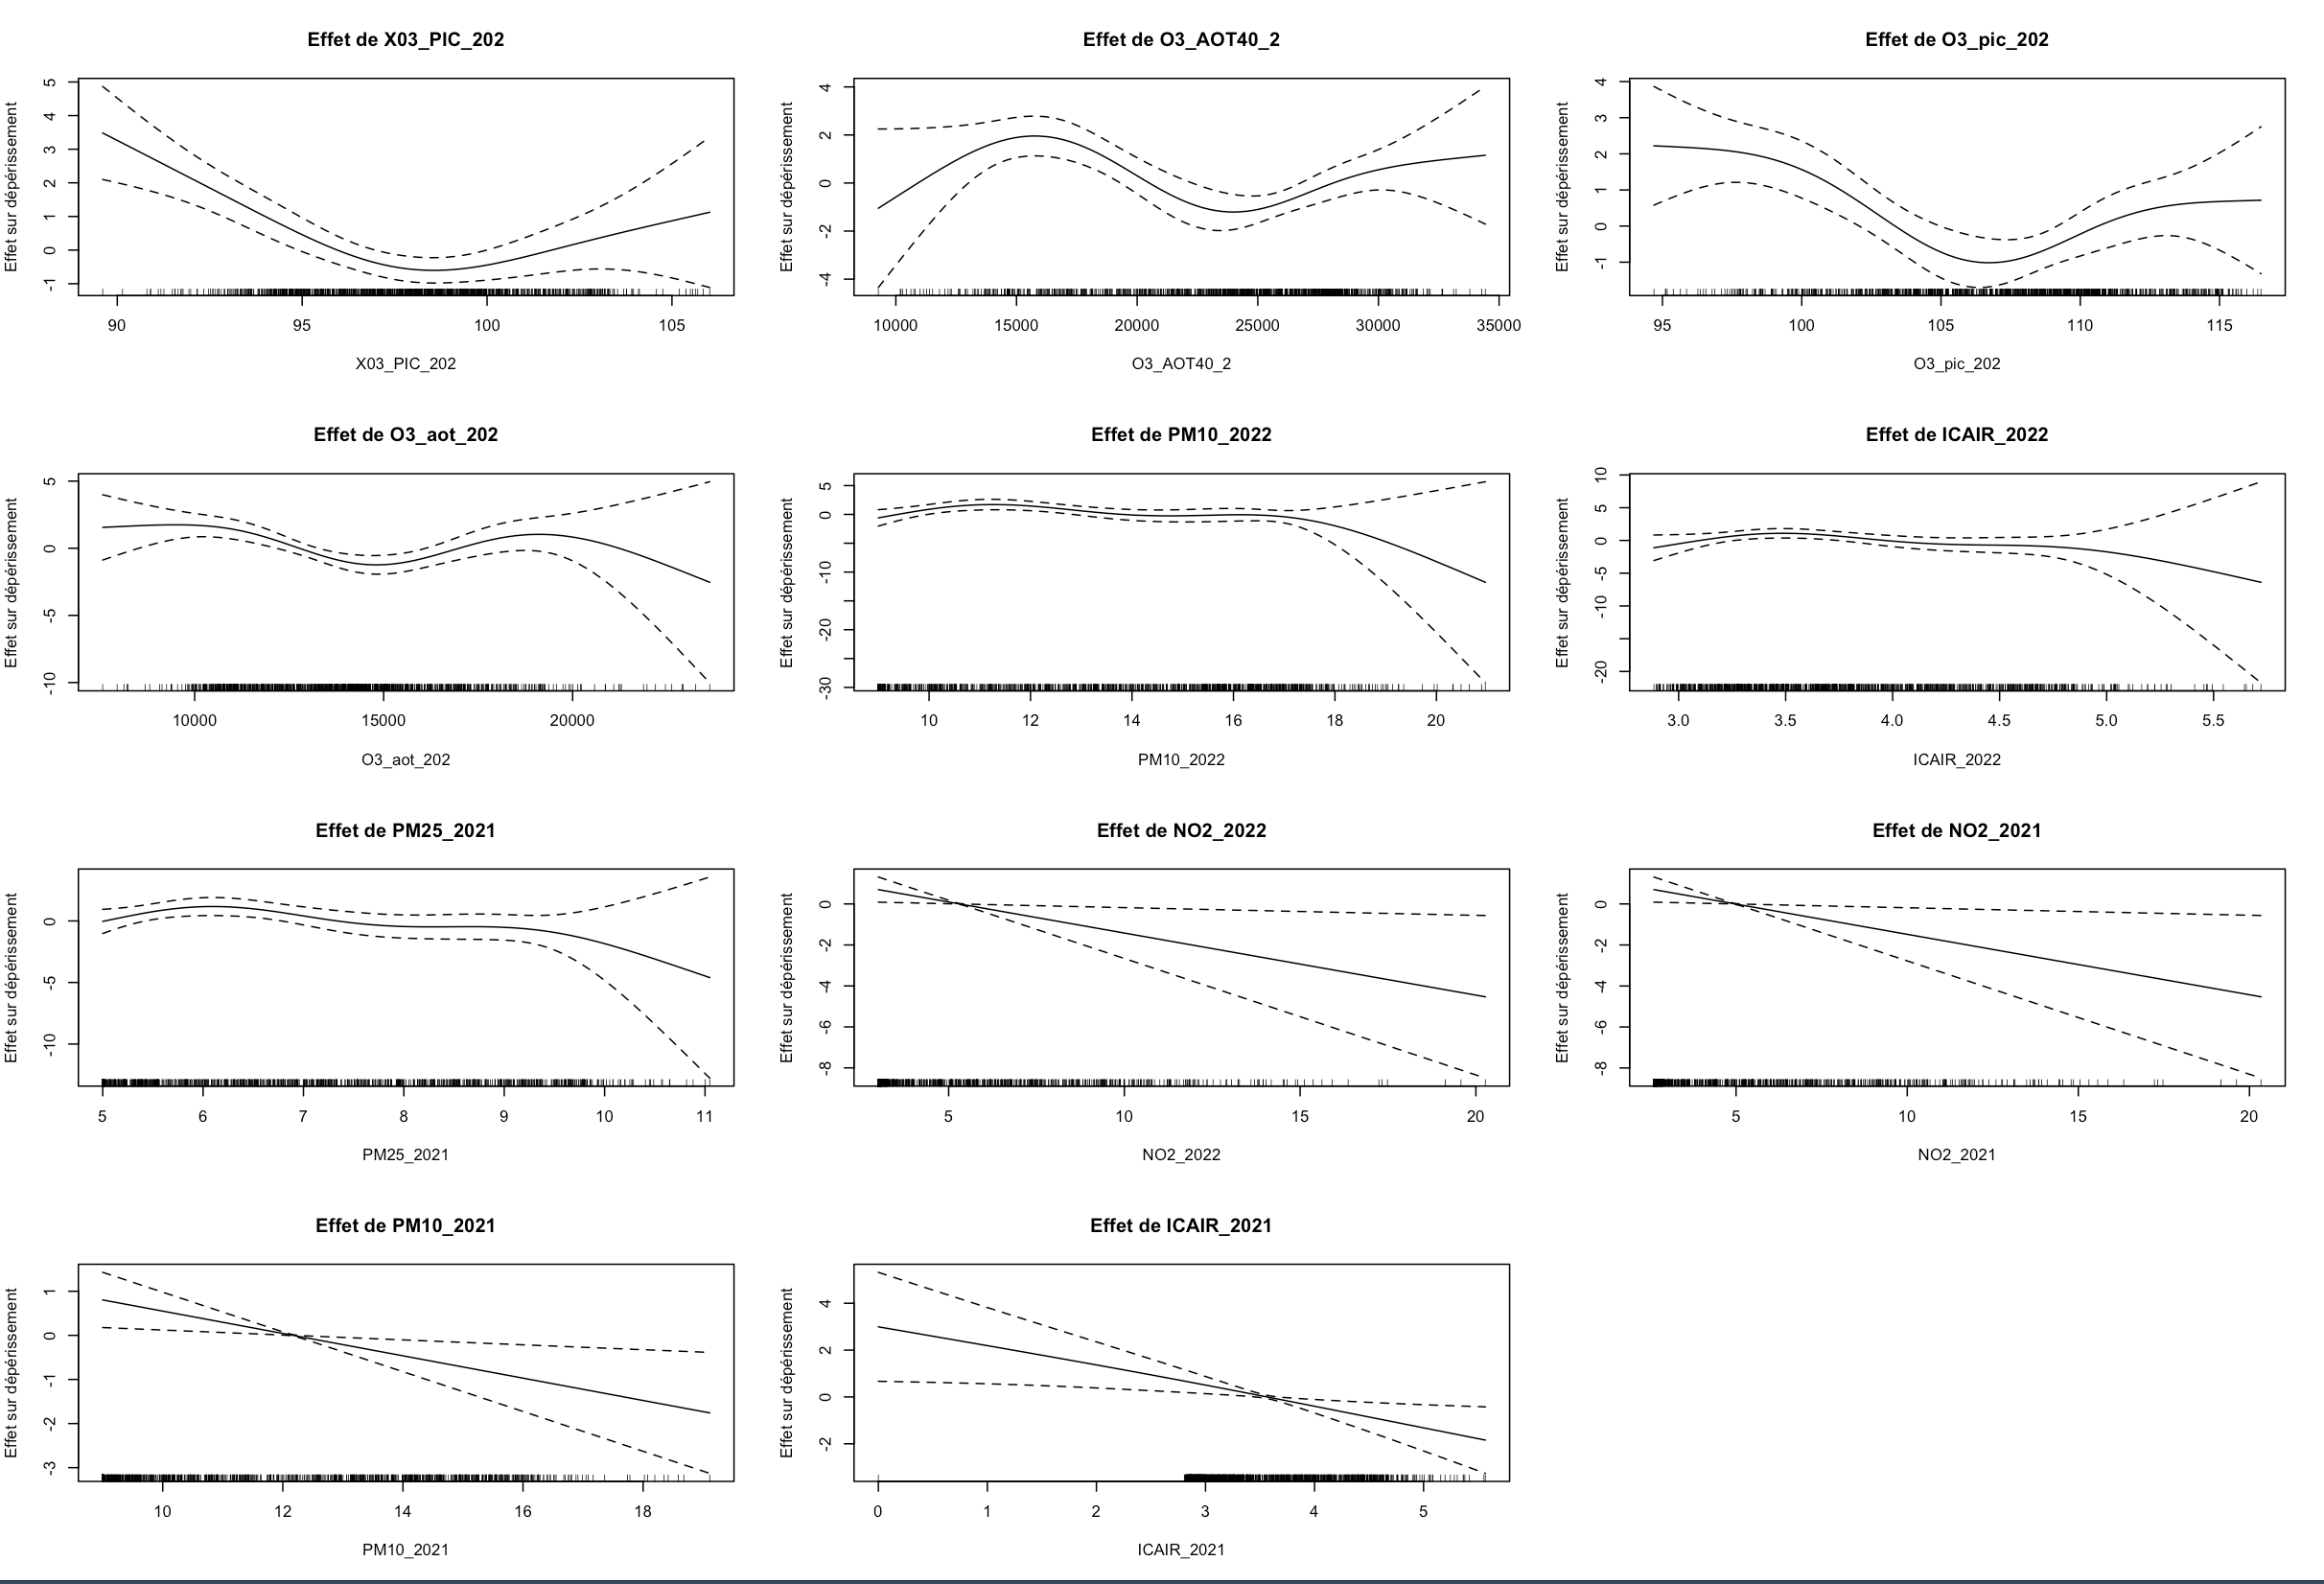 Effet de X03_PIC_202
Effet sur dépérissement
-1 0 1 2 3 4 5
90 95 100 105
X03_PIC_202
Effet de O3_AOT40_2
Effet sur dépérissement
-4 -2 0 2 4
10000 15000 20000 25000 30000 35000
O3_AOT40_2
Effet de O3_pic_202
Effet sur dépérissement
-1 0 1 2 3 4
95 100 105 110 115
O3_pic_202
Effet de O3_aot_202
Effet sur dépérissement
-10 -5 0 5
10000 15000 20000
O3_aot_202
Effet de PM10_2022
Effet sur dépérissement
-30 -20 -10 0 5
10 12 14 16 18 20
PM10_2022
Effet de ICAIR_2022
Effet sur dépérissement
-20 -10 -5 0 5 10
3.0 3.5 4.0 4.5 5.0 5.5
ICAIR_2022
Effet de PM25_2021
Effet sur dépérissement
-10 -5 0
5 6 7 8 9 10 11
PM25_2021
Effet de NO2_2022
Effet sur dépérissement
-8 -6 -4 -2 0
5 10 15 20
NO2_2022
Effet de NO2_2021
Effet sur dépérissement
-8 -6 -4 -2 0
5 10 15 20
NO2_2021
Effet de PM10_2021
Effet sur dépérissement
-3 -2 -1 0 1
10 12 14 16 18
PM10_2021
Effet de ICAIR_2021
Effet sur dépérissement
-2 0 2 4
0 1 2 3 4 5
ICAIR_2021